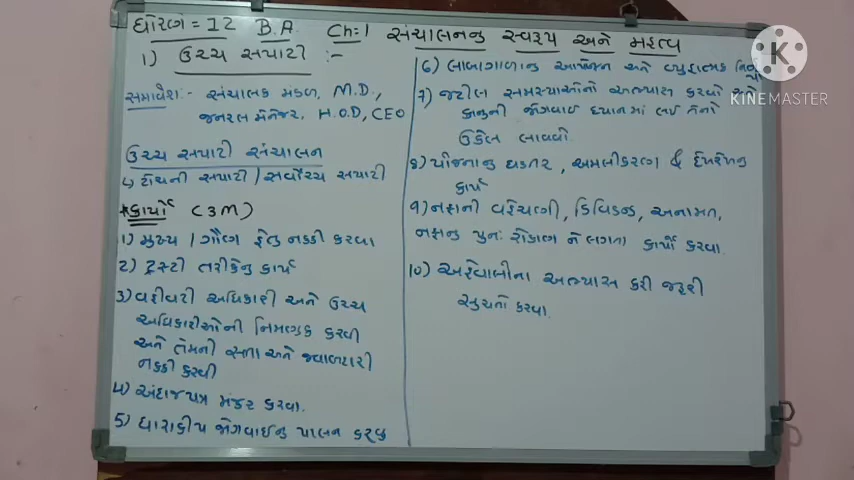 ધોરણ = 12 B.A. Ch:1 સંચાલનનુ સ્વરૂપ અને મહત્વ
1) ઉચ્ચ સપાટી :-
સમાવેશ:- સંચાલક મંડળ, M.D.,
જનરલ મેનેજર, H.O.D, CEO
ઉચ્ચ સપાટી સંચાલન
↳ ટોચની સપાટી / સર્વોચ્ચ સપાટી
*કાર્યો (3M)
1) મુખ્ય / ગૌણ હેતુ નક્કી કરવા
2) ટ્રસ્ટી તરીકેનુ કાર્ય
3) વહીવટી અધિકારી અને ઉચ્ચ
અધિકારીઓની નિમણુક કરવી
અને તેમની સત્તા અને જવાબદારી
નક્કી કરવી
4) અંદાજપત્ર મંજુર કરવા.
5) ધારાકીય જોગવાઈનુ પાલન કરવુ
6) લાંબાગાળાનુ આયોજન અને વ્યુહાત્મક
7) જટીલ સમસ્યાઓનો અભ્યાસ કરવો અને
કાનુની જોગવાઈ ધ્યાનમાં લઈ તેનો
ઉકેલ લાવવો.
8) યોજનાનુ ઘડતર, અમલીકરણ & દેખરેખનુ
કાર્ય
9) નફાની વહેંચણી, ડિવિડન્ડ, અનામત,
નફાનુ પુનઃ રોકાણ ને લગતા કાર્યો કરવા.
10) અહેવાલોના અભ્યાસ કરી જરૂરી
સુચનો કરવા.
KINEMASTER